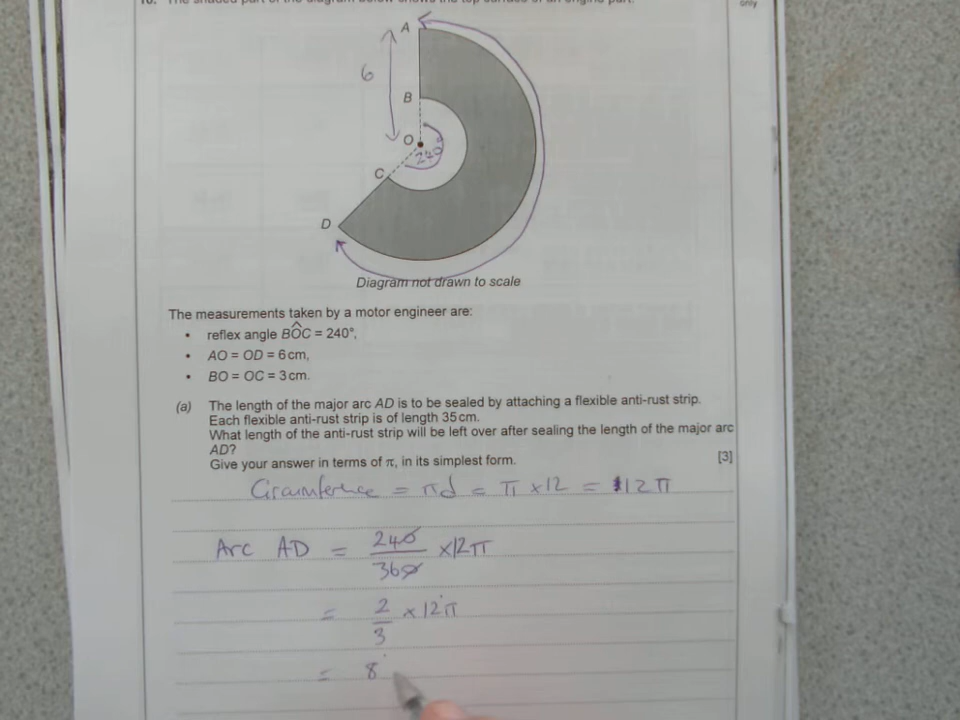 only
A
6
B
O
240°
C
D
Diagram not drawn to scale
The measurements taken by a motor engineer are:
• reflex angle BÔC = 240°,
• AO = OD = 6 cm,
• BO = OC = 3 cm.
(a) The length of the major arc AD is to be sealed by attaching a flexible anti-rust strip.
Each flexible anti-rust strip is of length 35 cm.
What length of the anti-rust strip will be left over after sealing the length of the major arc
AD?
Give your answer in terms of π, in its simplest form. [3]
Circumference = πd = π × 12 = 12π
Arc AD = 240/360 × 12π
= 2/3 × 12π
= 8